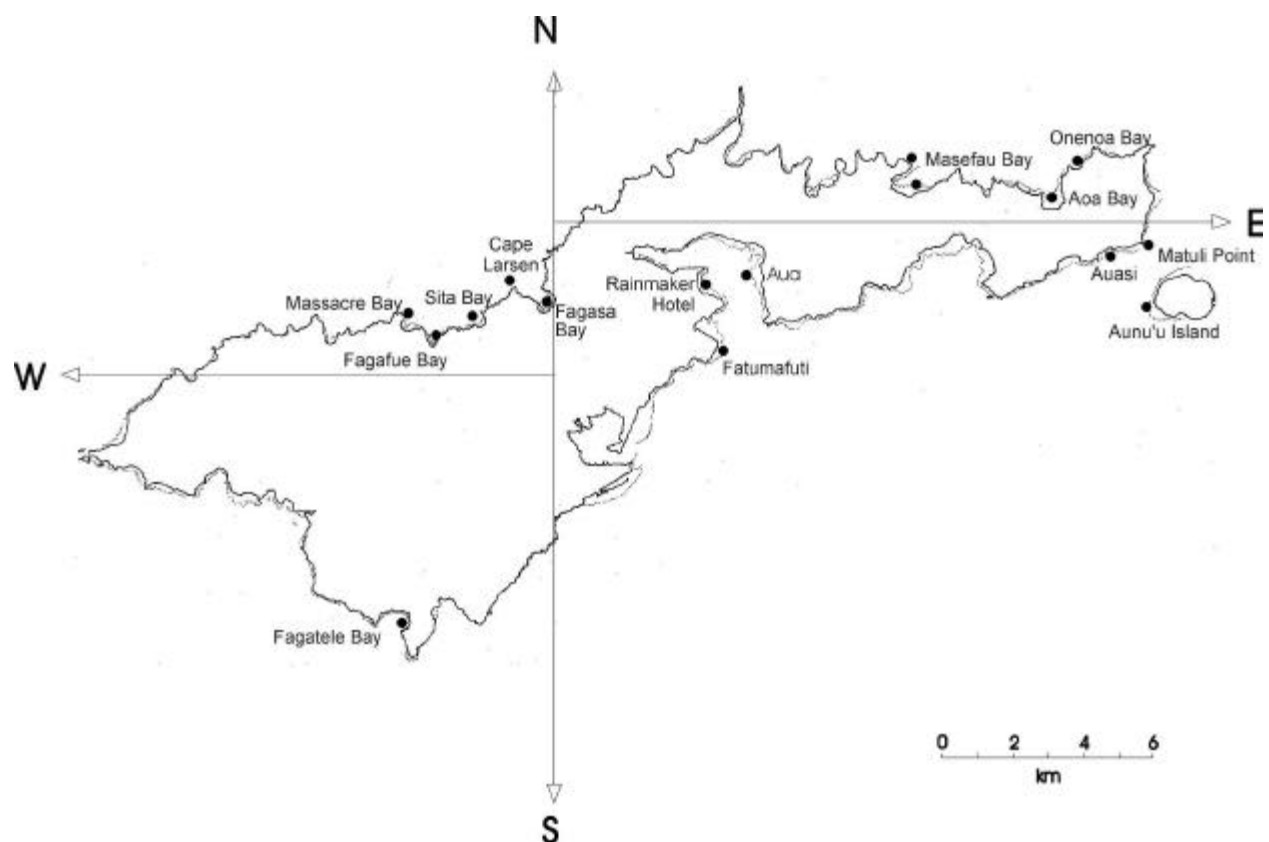 N
Onenoa Bay
Masefau Bay
Aoa Bay
E
Cape
Larsen
Matuli Point
Auasi
Aua
Rainmaker
Hotel
Massacre Bay
Sita Bay
Fagasa
Bay
Aunu'u Island
Fagafue Bay
Fatumafuti
W
Fagatele Bay
0 2 4 6
km
S